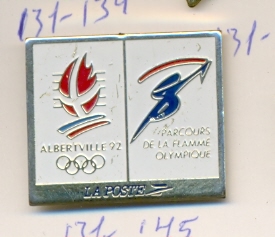 131-134
131-
ALBERTVILLE 92
PARCOURS
DE LA FLAMME
OLYMPIQUE
LA POSTE
131-145